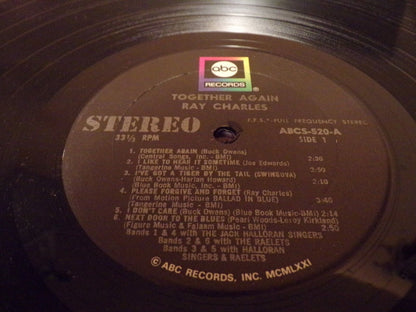 abc
RECORDS
TOGETHER AGAIN
RAY CHARLES
STEREO
33⅓ RPM
F.F.S.*-FULL FREQUENCY STEREO
ABCS-520-A
SIDE 1
1. TOGETHER AGAIN (Buck Owens)
(Central Songs, Inc.-BMI) 2:38
2. I LIKE TO HEAR IT SOMETIME (Joe Edwards)
(Tangerine Music - BMI) 2:50
3. I'VE GOT A TIGER BY THE TAIL (SWINGOVA)
(Buck Owens-Harlan Howard)
(Blue Book Music, Inc. - BMI) 2:10
4. PLEASE FORGIVE AND FORGET (Ray Charles)
(From Motion Picture BALLAD IN BLUE)
(Tangerine Music - BMI) 3:40
5. I DON'T CARE (Buck Owens) (Blue Book Music-BMI) 2:14
6. NEXT DOOR TO THE BLUES (Pearl Woods-Leroy Kirkland)
(Figure Music & Falaam Music - BMI) 2:50
Bands 1 & 4 with THE JACK HALLORAN SINGERS
Bands 2 & 6 with THE RAELETS
Bands 3 & 5 with HALLORAN
SINGERS & RAELETS
© ABC RECORDS, INC. MCMLXXI